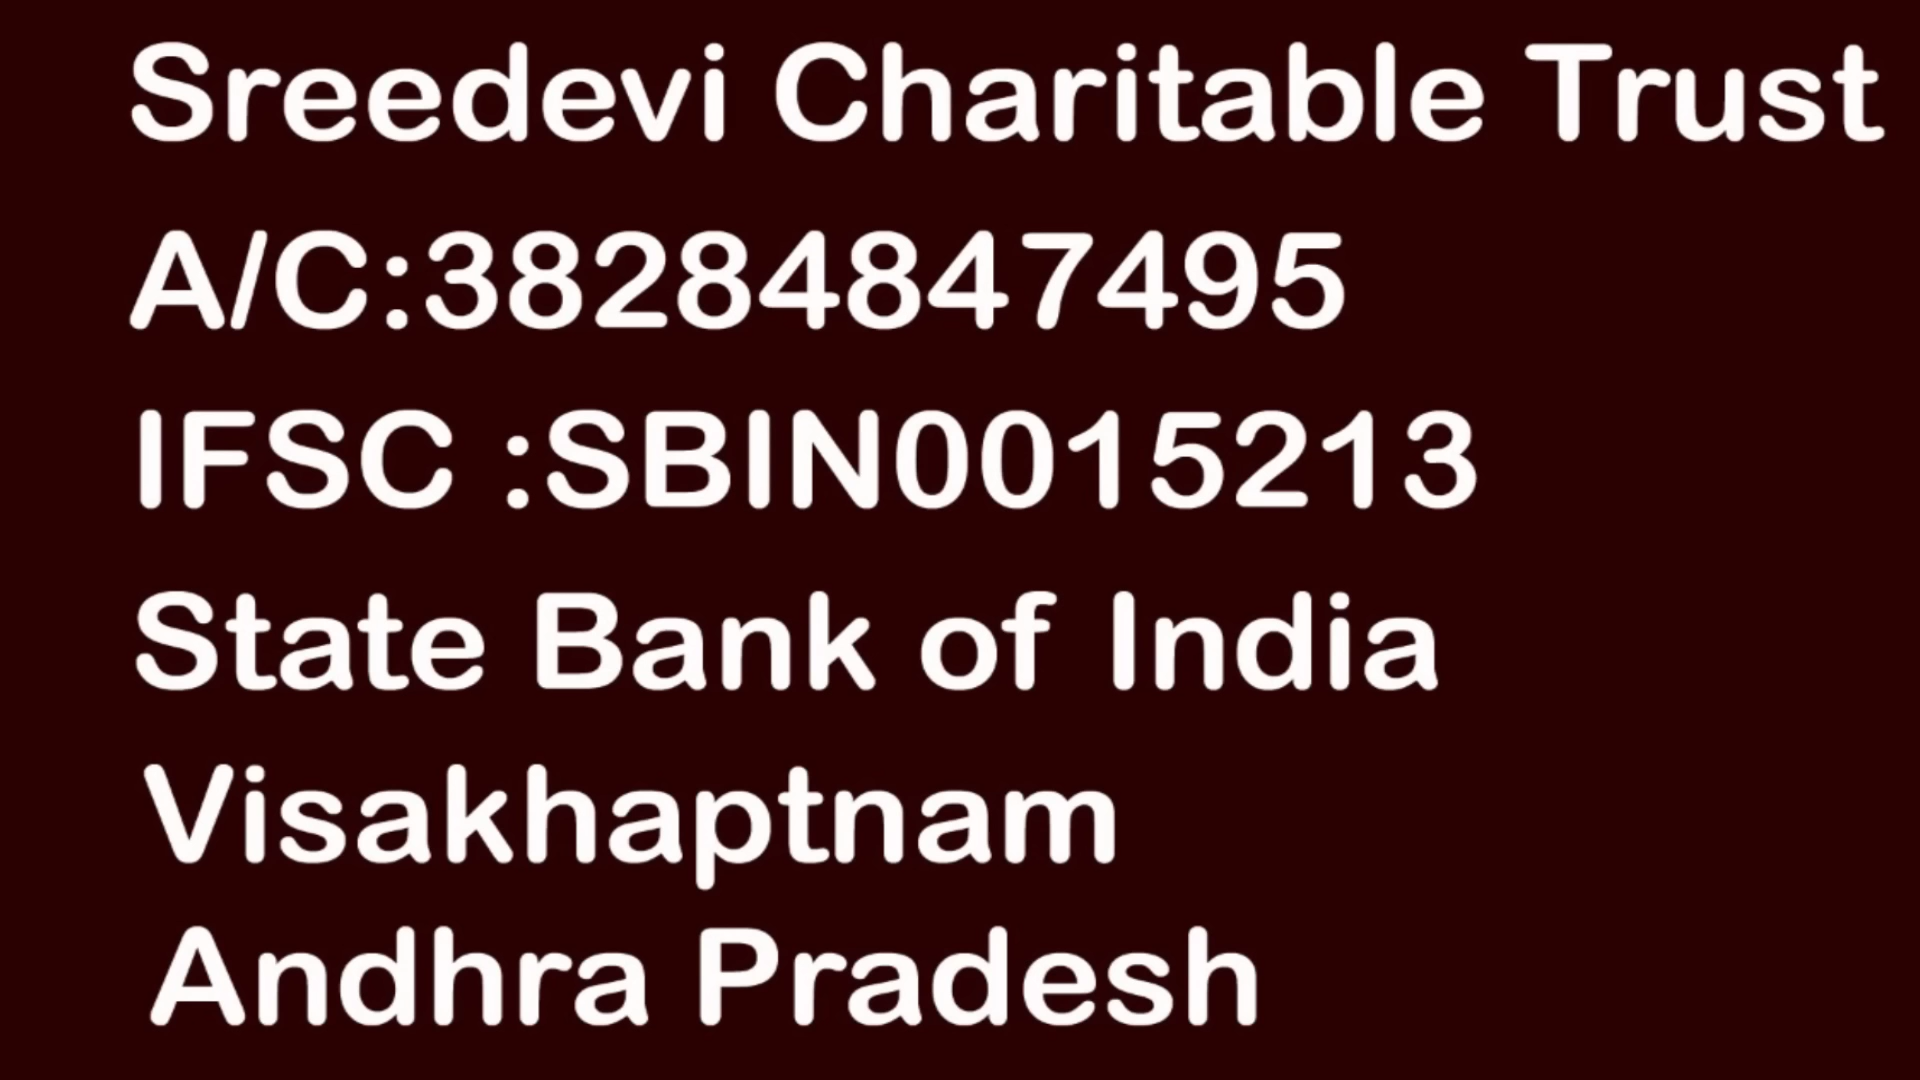 Sreedevi Charitable Trust
A/C:38284847495
IFSC :SBIN0015213
State Bank of India
Visakhaptnam
Andhra Pradesh